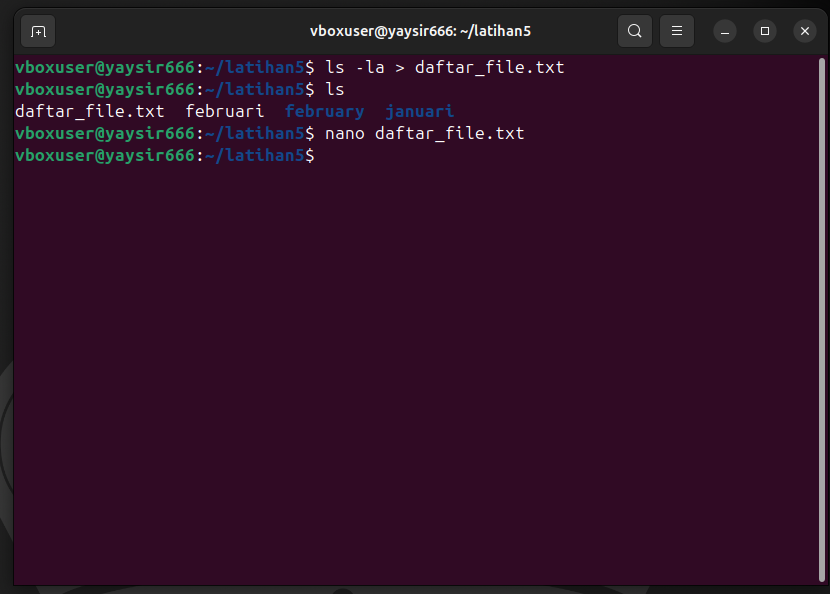 vboxuser@yaysir666: ~/latihan5
vboxuser@yaysir666:~/latihan5$ ls -la > daftar_file.txt
vboxuser@yaysir666:~/latihan5$ ls
daftar_file.txt  februari  february  januari
vboxuser@yaysir666:~/latihan5$ nano daftar_file.txt
vboxuser@yaysir666:~/latihan5$